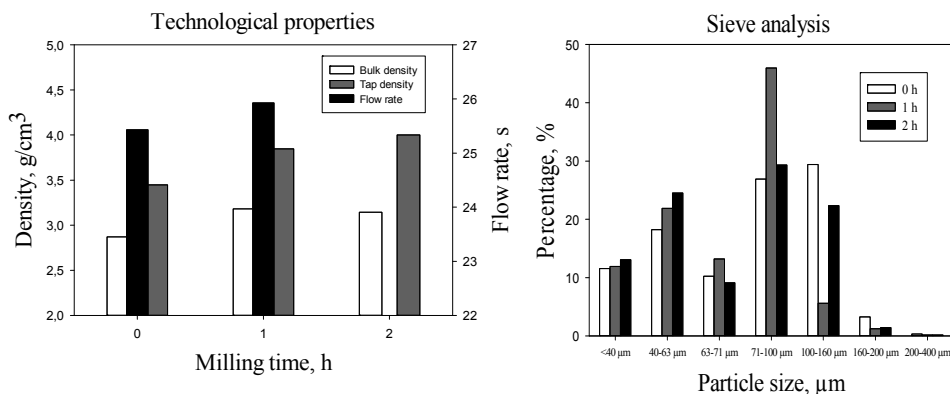 Technological properties
5,0
4,5
4,0
3,5
3,0
2,5
2,0
Density, g/cm3
Bulk density
Tap density
Flow rate
27
26
25
24
23
22
Flow rate, s
0 1 2
Milling time, h
Sieve analysis
50
40
30
20
10
0
Percentage, %
0 h
1 h
2 h
<40 µm 40-63 µm 63-71 µm 71-100 µm 100-160 µm 160-200 µm 200-400 µm
Particle size, µm